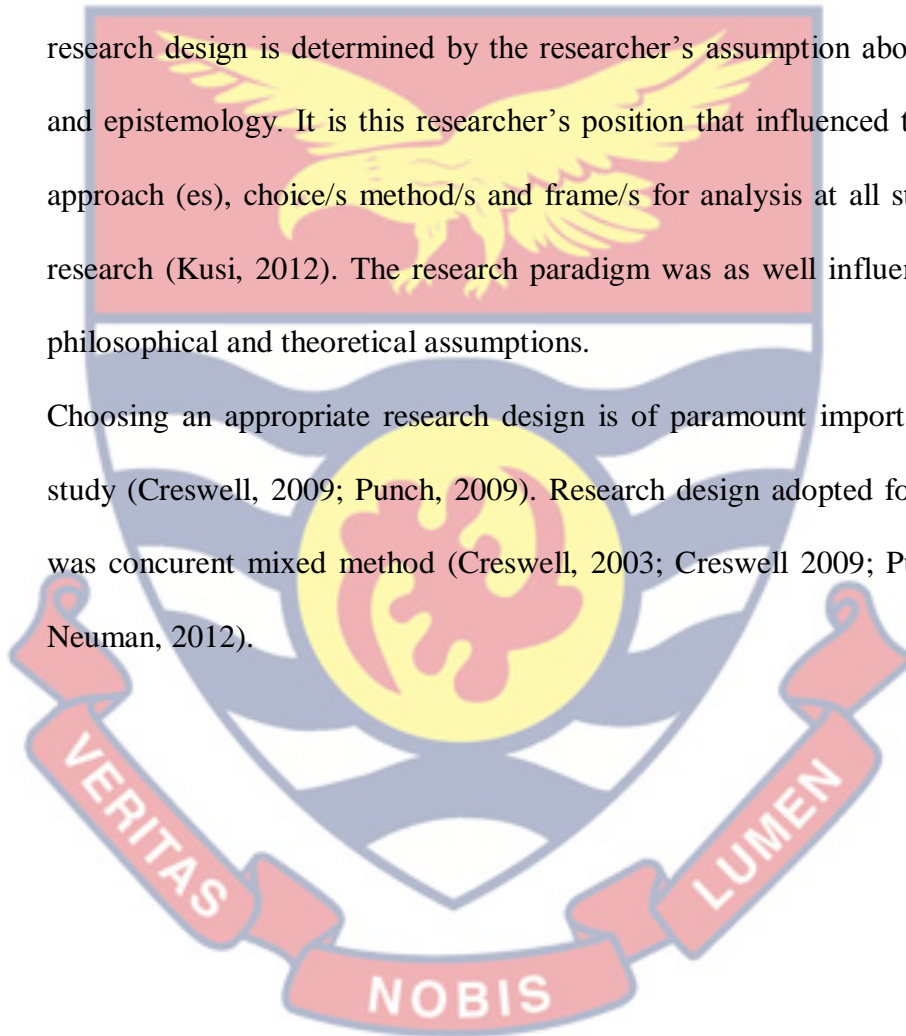 research design is determined by the researcher’s assumption abo
and epistemology. It is this researcher’s position that influenced t
approach (es), choice/s method/s and frame/s for analysis at all st
research (Kusi, 2012). The research paradigm was as well influen
philosophical and theoretical assumptions.
Choosing an appropriate research design is of paramount import
study (Creswell, 2009; Punch, 2009). Research design adopted fo
was concurent mixed method (Creswell, 2003; Creswell 2009; Pu
Neuman, 2012).
VERITAS
NOBIS
LUMEN